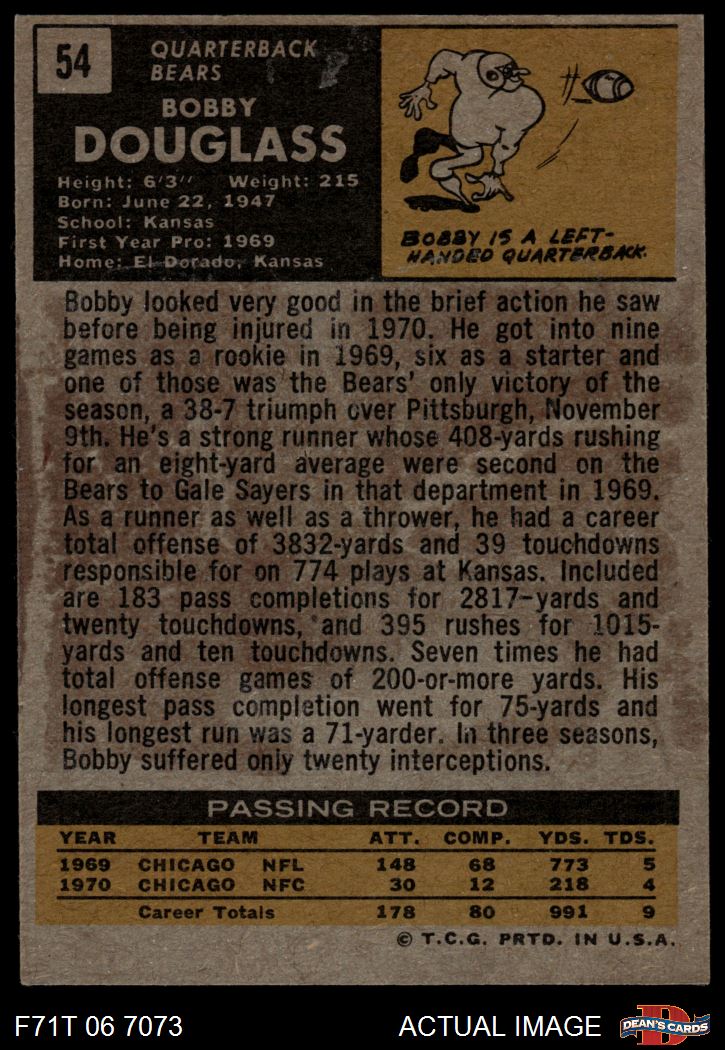 54
QUARTERBACK
BEARS
BOBBY
DOUGLASS
Height: 6'3'' Weight: 215
Born: June 22, 1947
School: Kansas
First Year Pro: 1969
Home: El Dorado, Kansas
#
BOBBY IS A LEFT-
HANDED QUARTERBACK.
Bobby looked very good in the brief action he saw
before being injured in 1970. He got into nine
games as a rookie in 1969, six as a starter and
one of those was the Bears' only victory of the
season, a 38-7 triumph over Pittsburgh, November
9th. He's a strong runner whose 408-yards rushing
for an eight-yard average were second on the
Bears to Gale Sayers in that department in 1969.
As a runner as well as a thrower, he had a career
total offense of 3832-yards and 39 touchdowns
responsible for on 774 plays at Kansas. Included
are 183 pass completions for 2817-yards and
twenty touchdowns, and 395 rushes for 1015-
yards and ten touchdowns. Seven times he had
total offense games of 200-or-more yards. His
longest pass completion went for 75-yards and
his longest run was a 71-yarder. In three seasons,
Bobby suffered only twenty interceptions.
PASSING RECORD
YEAR TEAM ATT. COMP. YDS. TDS.
1969 CHICAGO NFL 148 68 773 5
1970 CHICAGO NFC 30 12 218 4
Career Totals 178 80 991 9
© T.C.G. PRTD. IN U.S.A.
F71T 06 7073 ACTUAL IMAGE
D
DEAN'S CARDS